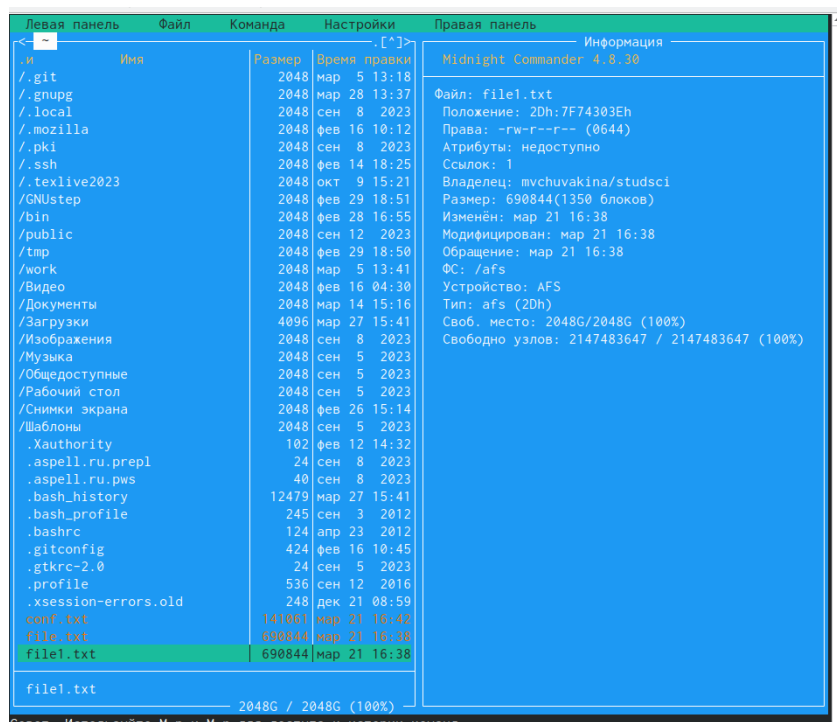 Левая панель Файл Команда Настройки Правая панель
<- ~ .[^]>
.и Имя Размер Время правки
/.git 2048 мар 5 13:18
/.gnupg 2048 мар 28 13:37
/.local 2048 сен 8 2023
/.mozilla 2048 фев 16 10:12
/.pki 2048 сен 8 2023
/.ssh 2048 фев 14 18:25
/.texlive2023 2048 окт 9 15:21
/GNUstep 2048 фев 29 18:51
/bin 2048 фев 28 16:55
/public 2048 сен 12 2023
/tmp 2048 фев 29 18:50
/work 2048 мар 5 13:41
/Видео 2048 фев 16 04:30
/Документы 2048 мар 14 15:16
/Загрузки 4096 мар 27 15:41
/Изображения 2048 сен 8 2023
/Музыка 2048 сен 5 2023
/Общедоступные 2048 сен 5 2023
/Рабочий стол 2048 сен 5 2023
/Снимки экрана 2048 фев 26 15:14
/Шаблоны 2048 сен 5 2023
.Xauthority 102 фев 12 14:32
.aspell.ru.prepl 24 сен 8 2023
.aspell.ru.pws 40 сен 8 2023
.bash_history 12479 мар 27 15:41
.bash_profile 245 сен 3 2012
.bashrc 124 апр 23 2012
.gitconfig 424 фев 16 10:45
.gtkrc-2.0 24 сен 5 2023
.profile 536 сен 12 2016
.xsession-errors.old 248 дек 21 08:59
conf.txt 141061 мар 21 16:42
file.txt 690844 мар 21 16:38
file1.txt 690844 мар 21 16:38
file1.txt
2048G / 2048G (100%)
Информация
Midnight Commander 4.8.30
Файл: file1.txt
Положение: 2Dh:7F74303Eh
Права: -rw-r--r-- (0644)
Атрибуты: недоступно
Ссылок: 1
Владелец: mvchuvakina/studsci
Размер: 690844(1350 блоков)
Изменён: мар 21 16:38
Модифицирован: мар 21 16:38
Обращение: мар 21 16:38
ФС: /afs
Устройство: AFS
Тип: afs (2Dh)
Своб. место: 2048G/2048G (100%)
Свободно узлов: 2147483647 / 2147483647 (100%)